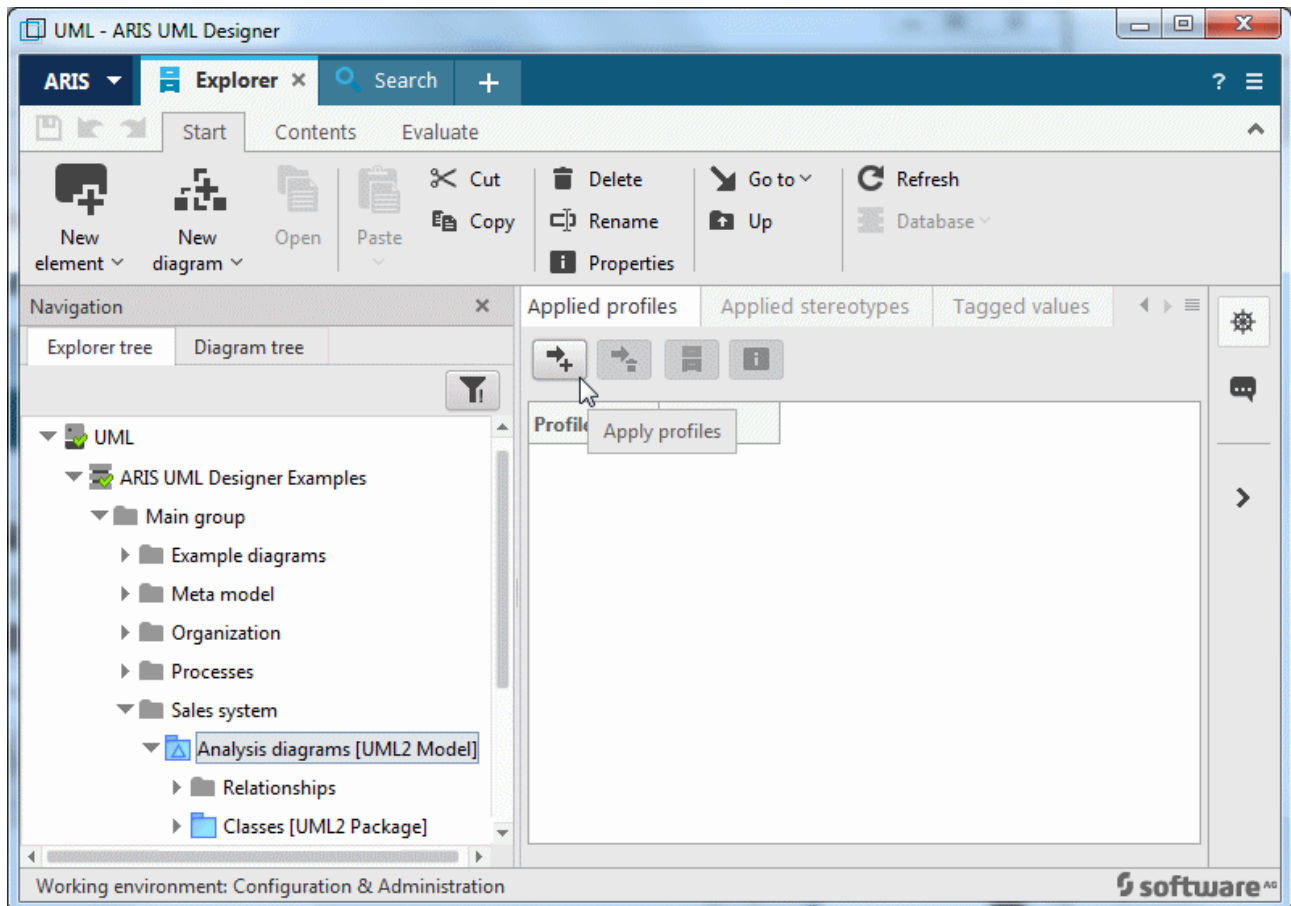 UML - ARIS UML Designer
ARIS Explorer Search
Start Contents Evaluate
New element
New diagram
Open
Paste
Cut
Copy
Delete
Rename
Properties
Go to
Up
Refresh
Database
Navigation
Explorer tree Diagram tree
UML
ARIS UML Designer Examples
Main group
Example diagrams
Meta model
Organization
Processes
Sales system
Analysis diagrams [UML2 Model]
Relationships
Classes [UML2 Package]
Applied profiles Applied stereotypes Tagged values
Apply profiles
Working environment: Configuration & Administration
software AG